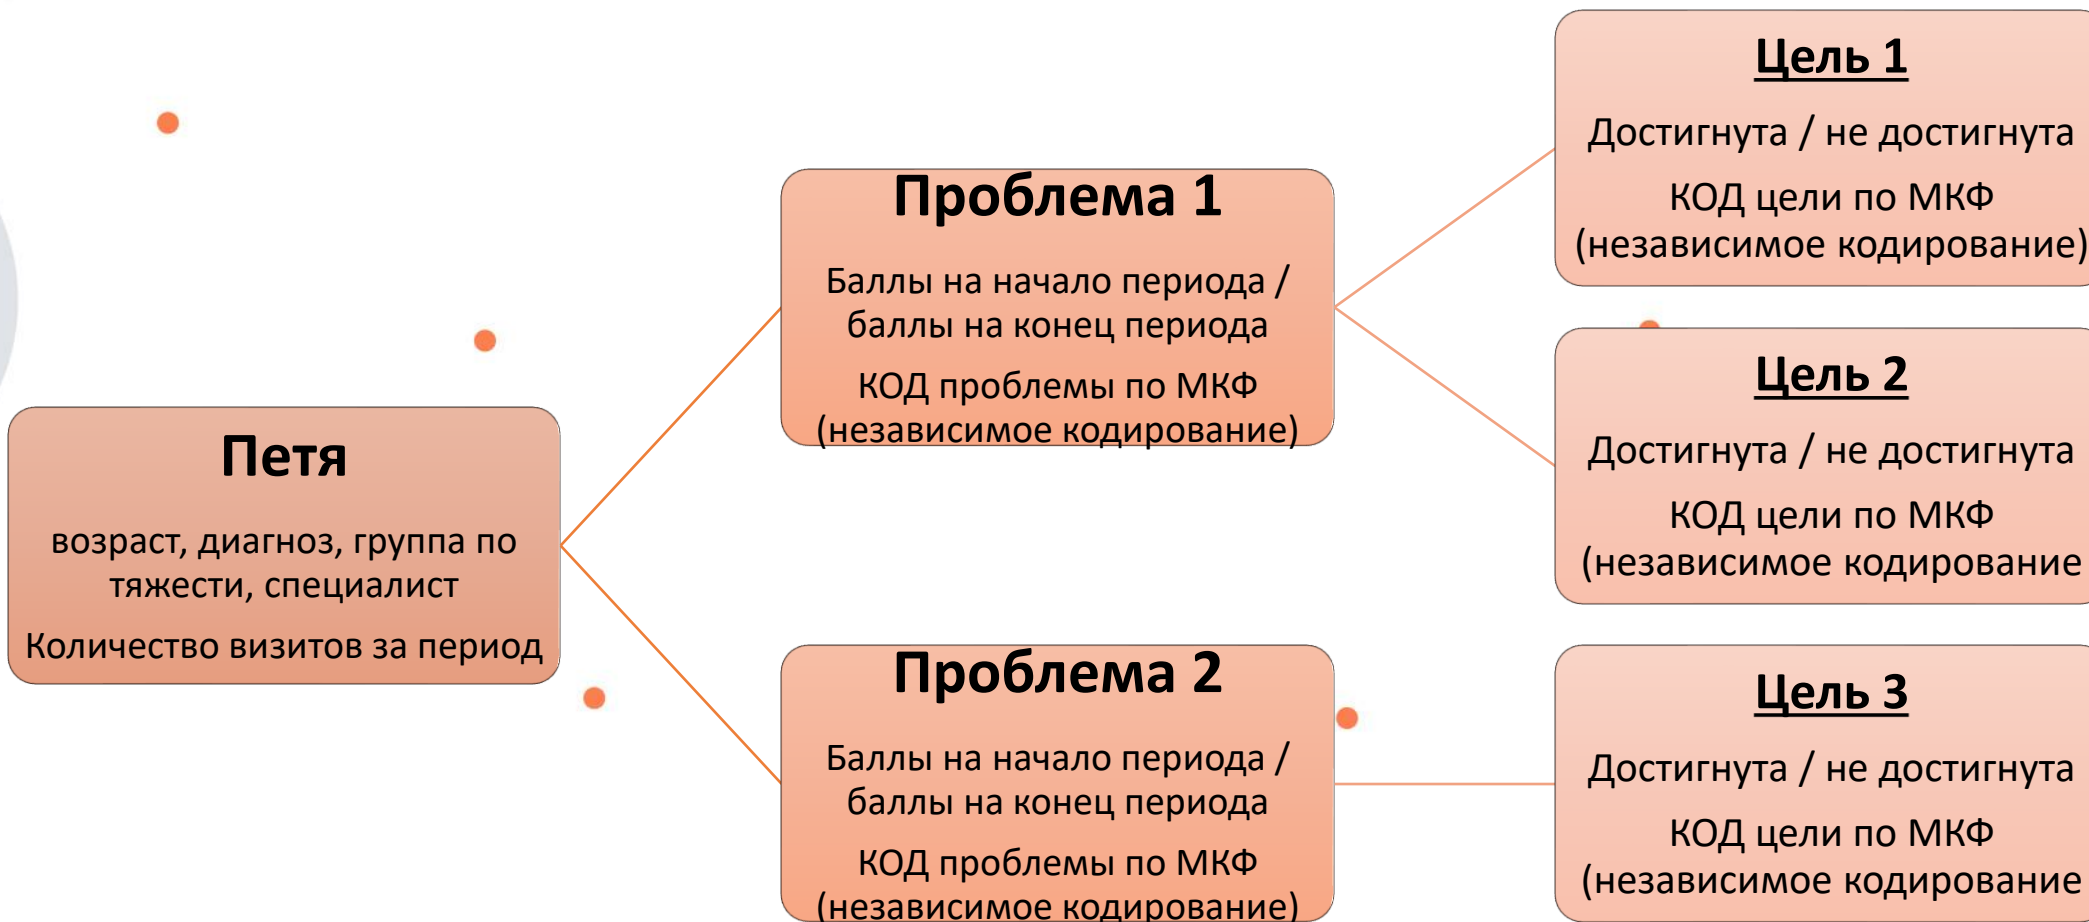 Петя
возраст, диагноз, группа по
тяжести, специалист
Количество визитов за период
Проблема 1
Баллы на начало периода /
баллы на конец периода
КОД проблемы по МКФ
(независимое кодирование)
Проблема 2
Баллы на начало периода /
баллы на конец периода
КОД проблемы по МКФ
(независимое кодирование)
Цель 1
Достигнута / не достигнута
КОД цели по МКФ
(независимое кодирование)
Цель 2
Достигнута / не достигнута
КОД цели по МКФ
(независимое кодирование
Цель 3
Достигнута / не достигнута
КОД цели по МКФ
(независимое кодирование